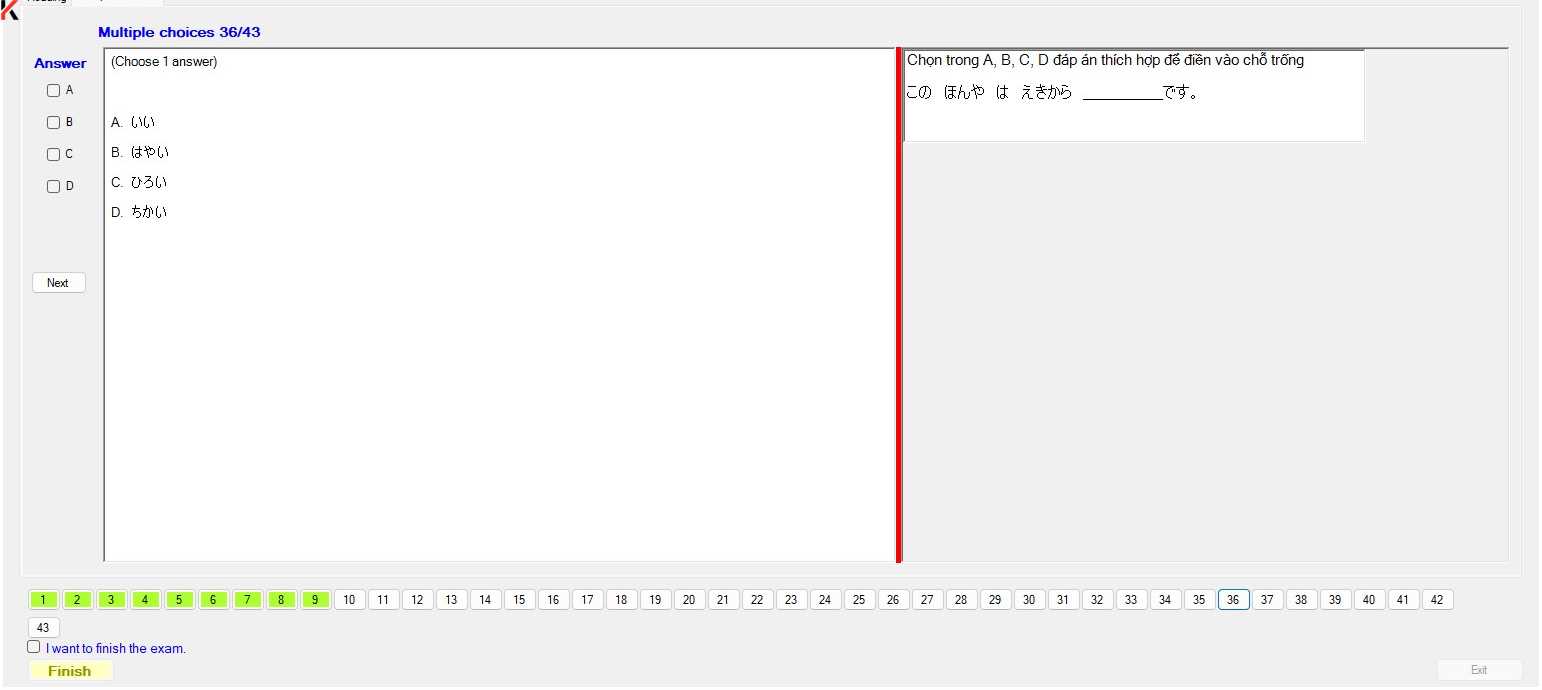 Multiple choices 36/43
Answer
A
B
C
D
Next
(Choose 1 answer)
A. いい
B. はやい
C. ひろい
D. ちかい
Chọn trong A, B, C, D đáp án thích hợp để điền vào chỗ trống
この ほんや は えきから __________です。
1 2 3 4 5 6 7 8 9 10 11 12 13 14 15 16 17 18 19 20 21 22 23 24 25 26 27 28 29 30 31 32 33 34 35 36 37 38 39 40 41 42
43
I want to finish the exam.
Finish
Exit